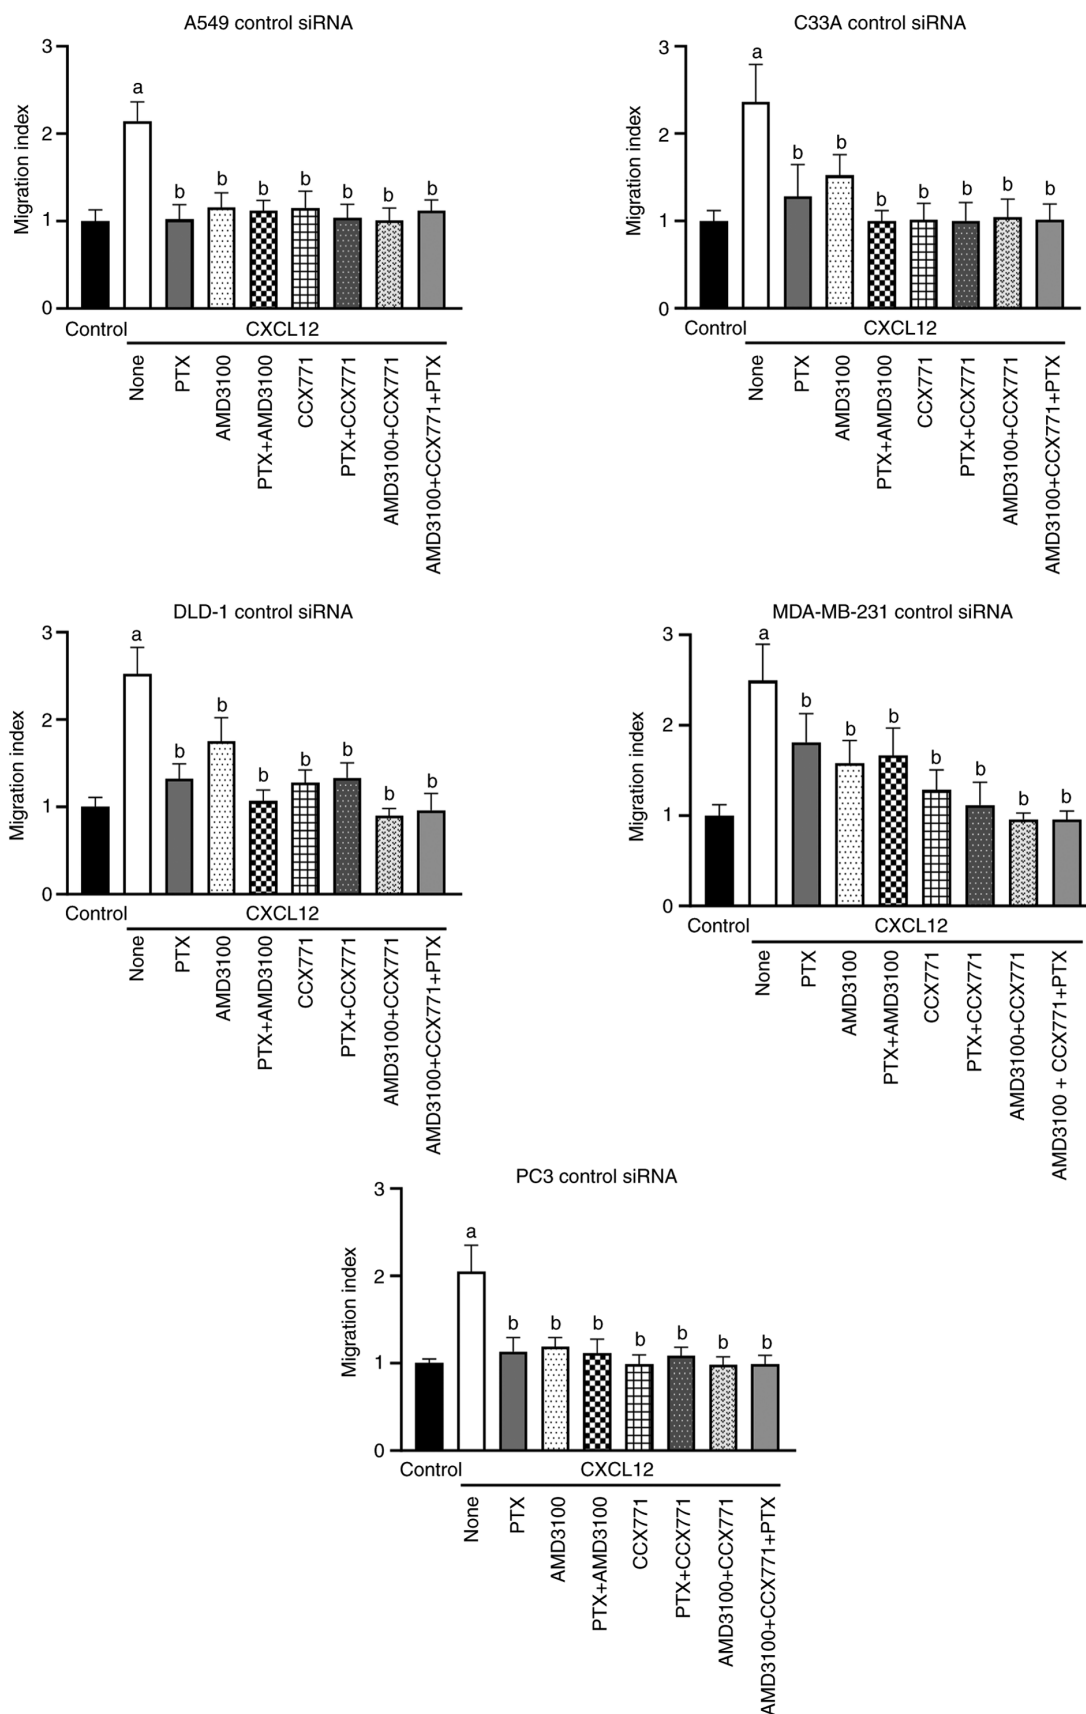 A549 control siRNA
Migration index
3
2
1
0
a
b
b
b
b
b
b
b
Control
CXCL12
None
PTX
AMD3100
PTX+AMD3100
CCX771
PTX+CCX771
AMD3100+CCX771
AMD3100+CCX771+PTX
C33A control siRNA
Migration index
3
2
1
0
a
b
b
b
b
b
b
b
Control
CXCL12
None
PTX
AMD3100
PTX+AMD3100
CCX771
PTX+CCX771
AMD3100+CCX771
AMD3100+CCX771+PTX
DLD-1 control siRNA
Migration index
3
2
1
0
a
b
b
b
b
b
b
b
Control
CXCL12
None
PTX
AMD3100
PTX+AMD3100
CCX771
PTX+CCX771
AMD3100+CCX771
AMD3100+CCX771+PTX
MDA-MB-231 control siRNA
Migration index
3
2
1
0
a
b
b
b
b
b
b
b
Control
CXCL12
None
PTX
AMD3100
PTX+AMD3100
CCX771
PTX+CCX771
AMD3100+CCX771
AMD3100 + CCX771+PTX
PC3 control siRNA
Migration index
3
2
1
0
a
b
b
b
b
b
b
b
Control
CXCL12
None
PTX
AMD3100
PTX+AMD3100
CCX771
PTX+CCX771
AMD3100+CCX771
AMD3100+CCX771+PTX